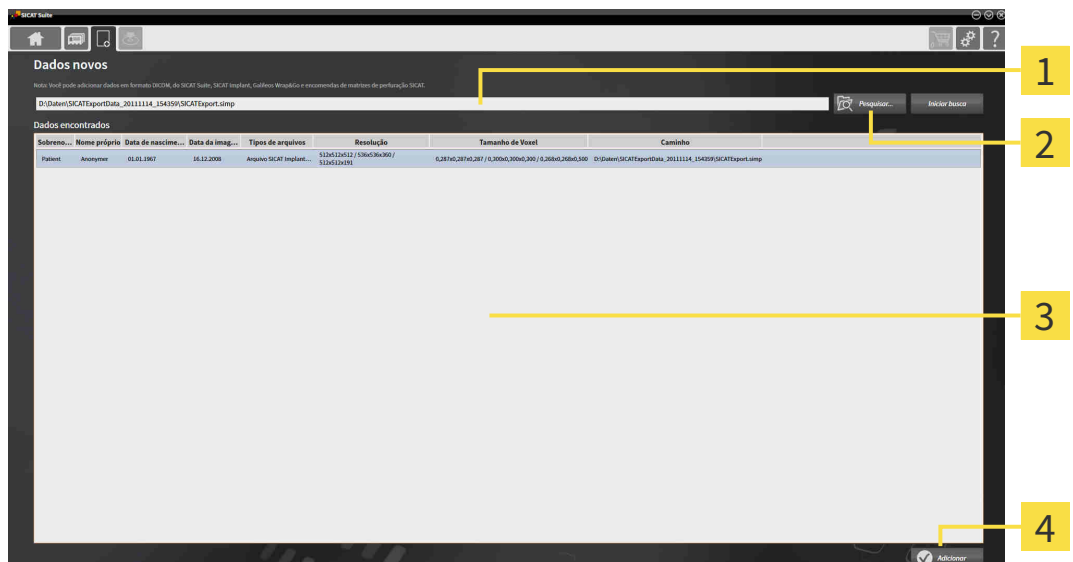 SICAT Suite
?
Dados novos
Nota: Você pode adicionar dados em formato DICOM, do SICAT Suite, SICAT Implant, Galileos Wrap&Go e encomendas de matrizes de perfuração SICAT.
D:\Daten\SICATExportData_20111114_154359\SICATExport.simp
Pesquisar...
Iniciar busca
Dados encontrados
Sobreno... Nome próprio Data de nascime... Data da imag... Tipos de arquivos Resolução Tamanho de Voxel Caminho
Patient Anonymer 01.01.1967 16.12.2008 Arquivo SICAT Implant... 512x512x512 / 536x536x360 / 512x512x191 0,287x0,287x0,287 / 0,300x0,300x0,300 / 0,268x0,268x0,500 D:\Daten\SICATExportData_20111114_154359\SICATExport.simp
Adicionar
1
2
3
4